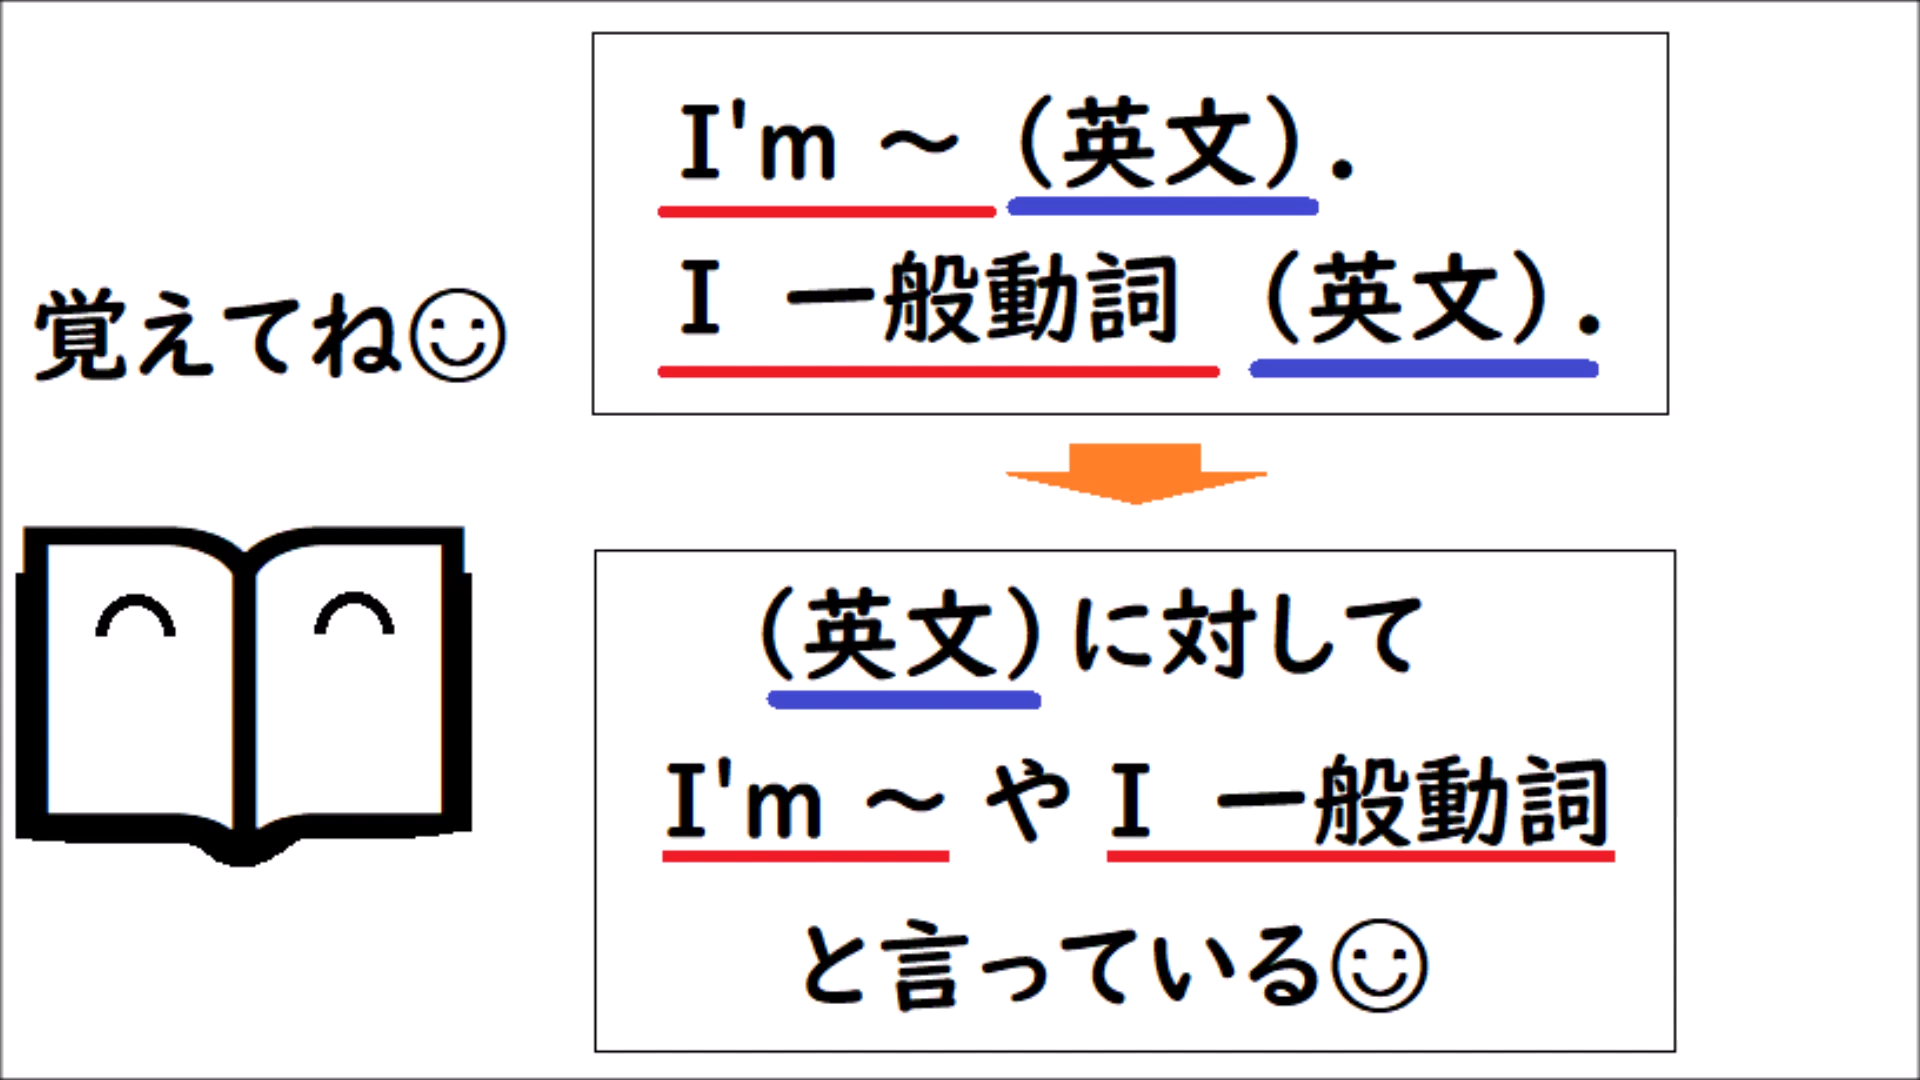 I'm ～ (英文).
I 一般動詞 (英文).
覚えてね☺
(英文)に対して
I'm ～ や I 一般動詞
と言っている☺